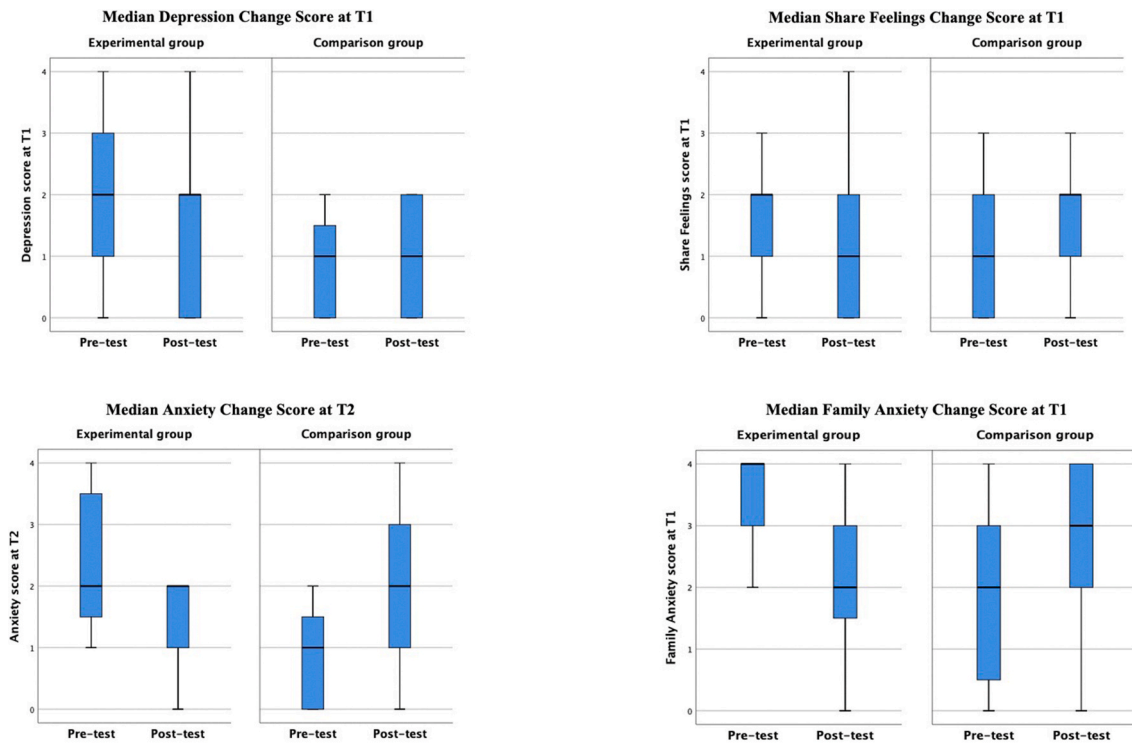 Median Depression Change Score at T1
Experimental group
Comparison group
Depression score at T1
4
3
2
1
0
Pre-test
Post-test
Pre-test
Post-test
Median Share Feelings Change Score at T1
Experimental group
Comparison group
Share Feelings score at T1
4
3
2
1
0
Pre-test
Post-test
Pre-test
Post-test
Median Anxiety Change Score at T2
Experimental group
Comparison group
Anxiety score at T2
4
3
2
1
0
Pre-test
Post-test
Pre-test
Post-test
Median Family Anxiety Change Score at T1
Experimental group
Comparison group
Family Anxiety score at T1
4
3
2
1
0
Pre-test
Post-test
Pre-test
Post-test